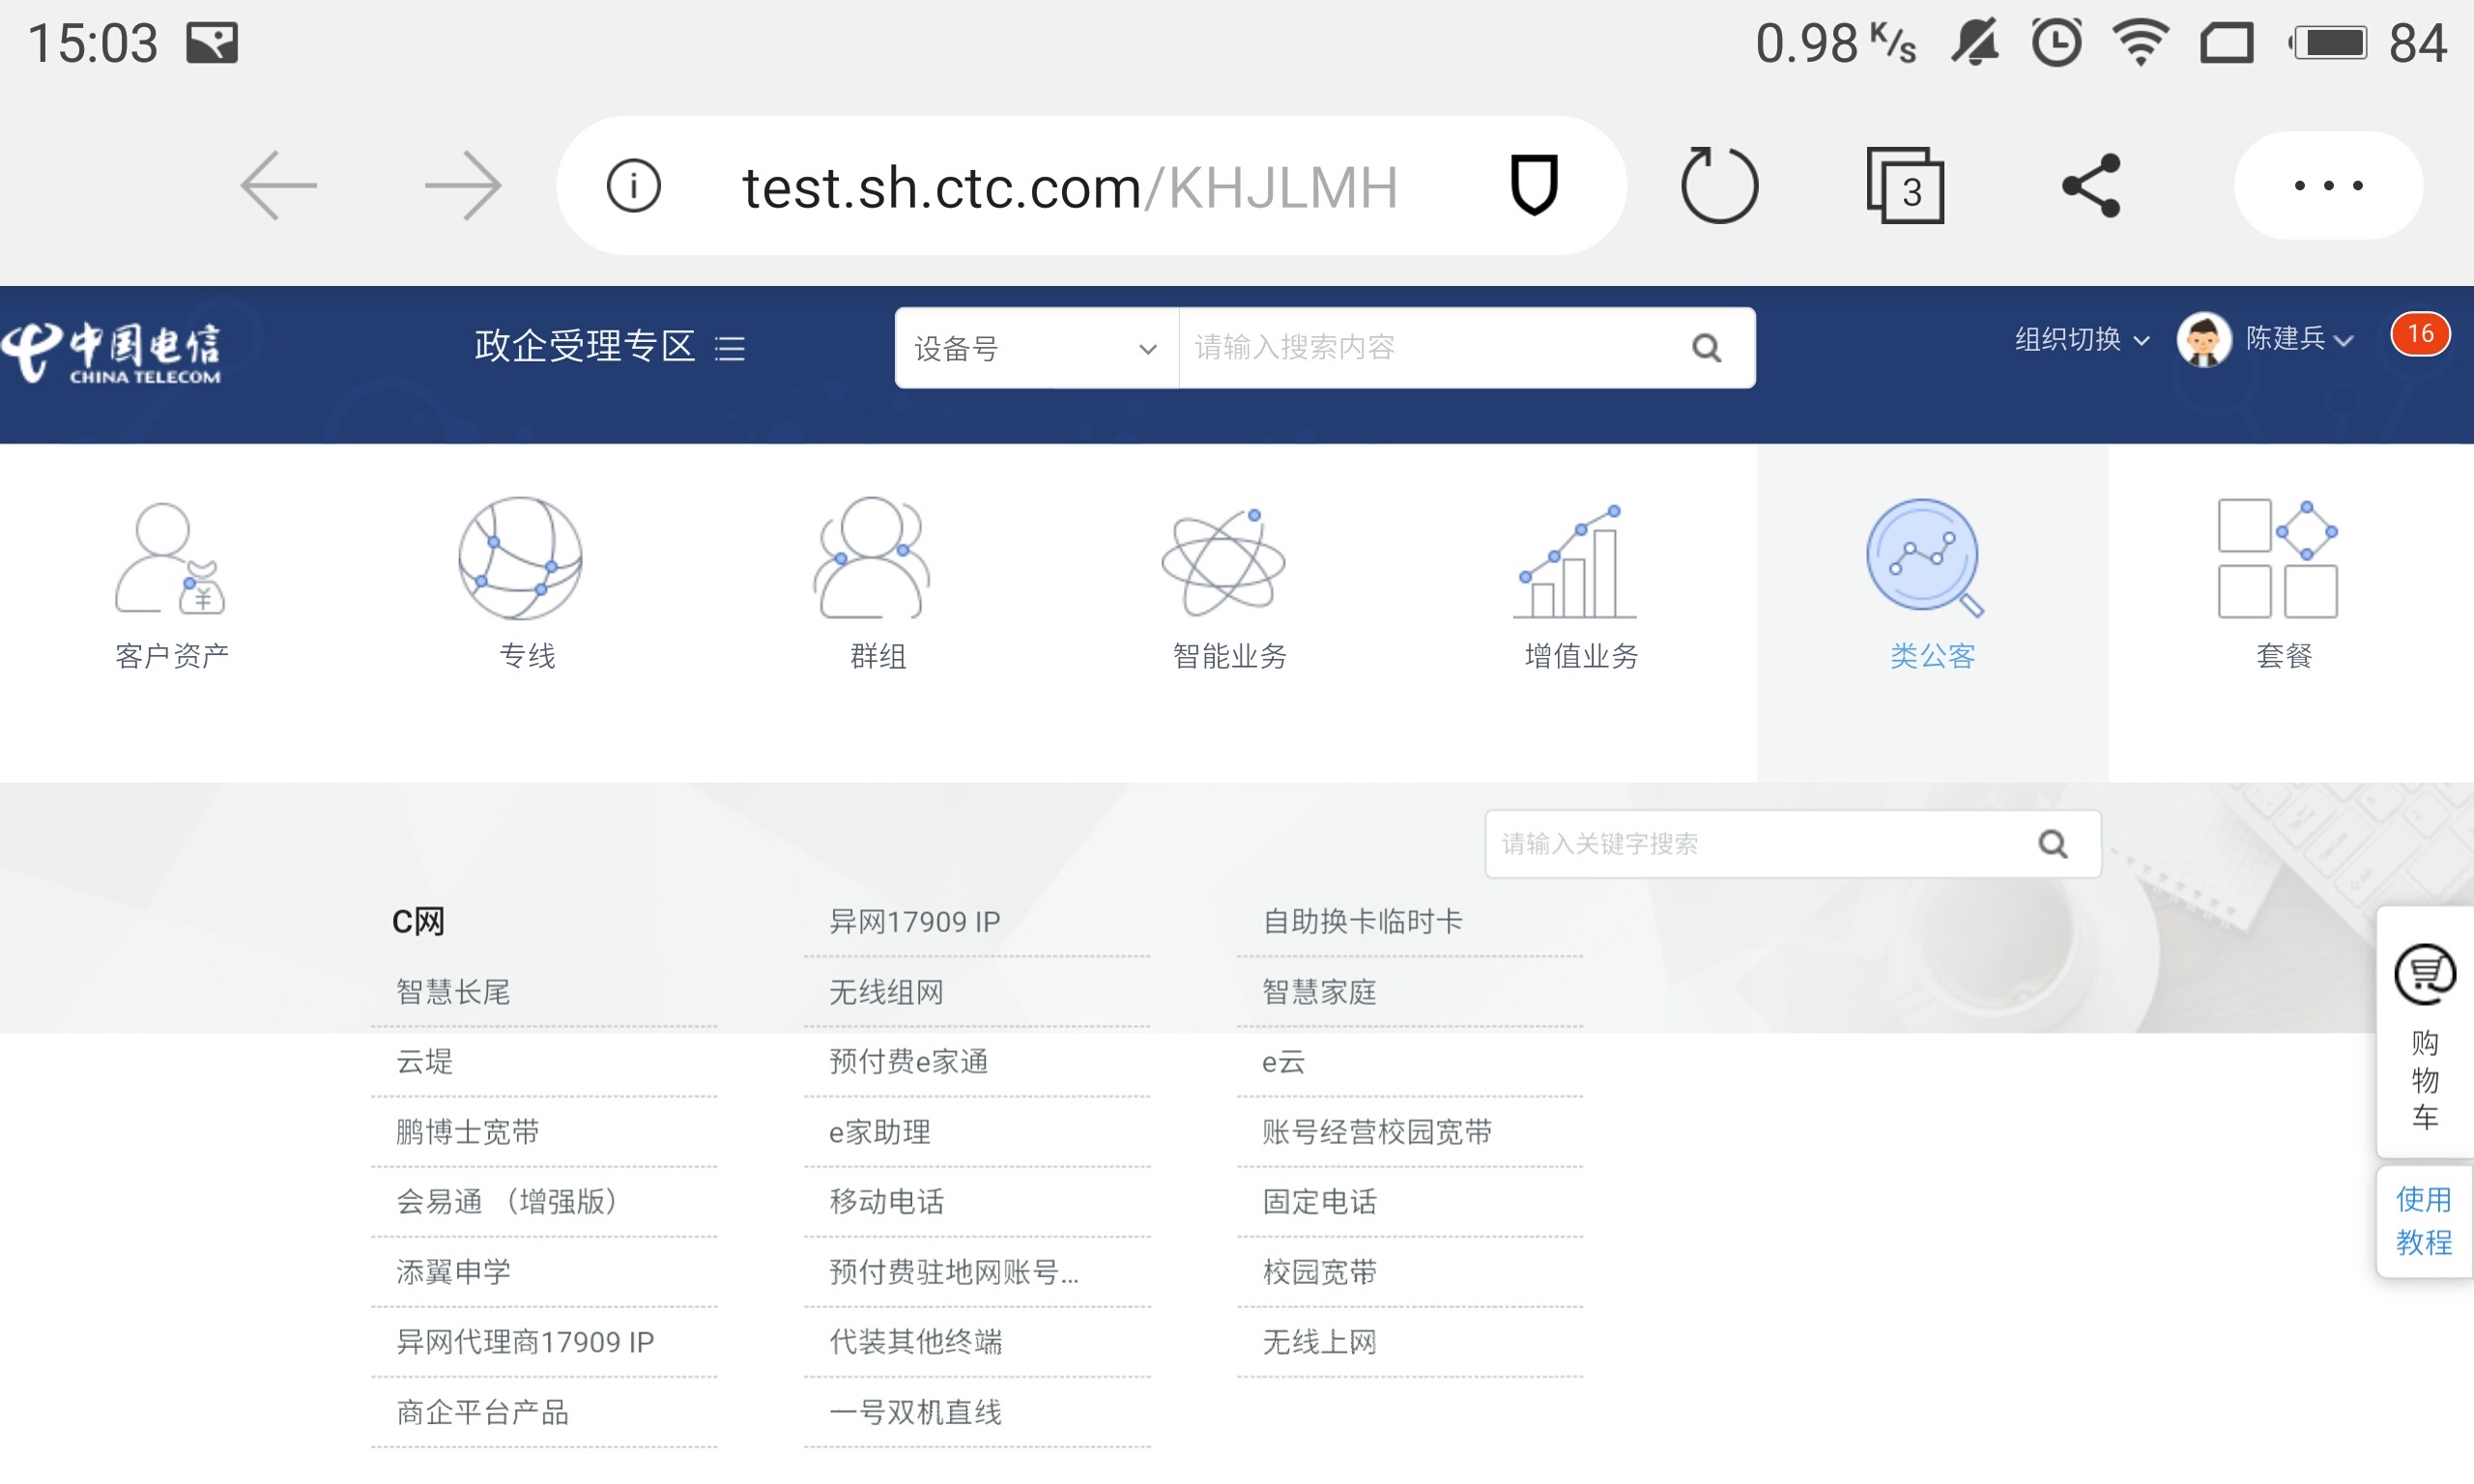 15:03
0.98 K/s
84
test.sh.ctc.com/KHJLMH
3
中国电信
CHINA TELECOM
政企受理专区
设备号
请输入搜索内容
组织切换
陈建兵
16
客户资产
专线
群组
智能业务
增值业务
类公客
套餐
请输入关键字搜索
C网
异网17909 IP
自助换卡临时卡
智慧长尾
无线组网
智慧家庭
云堤
预付费e家通
e云
鹏博士宽带
e家助理
账号经营校园宽带
会易通 （增强版）
移动电话
固定电话
添翼申学
预付费驻地网账号...
校园宽带
异网代理商17909 IP
代装其他终端
无线上网
商企平台产品
一号双机直线
购
物
车
使用
教程